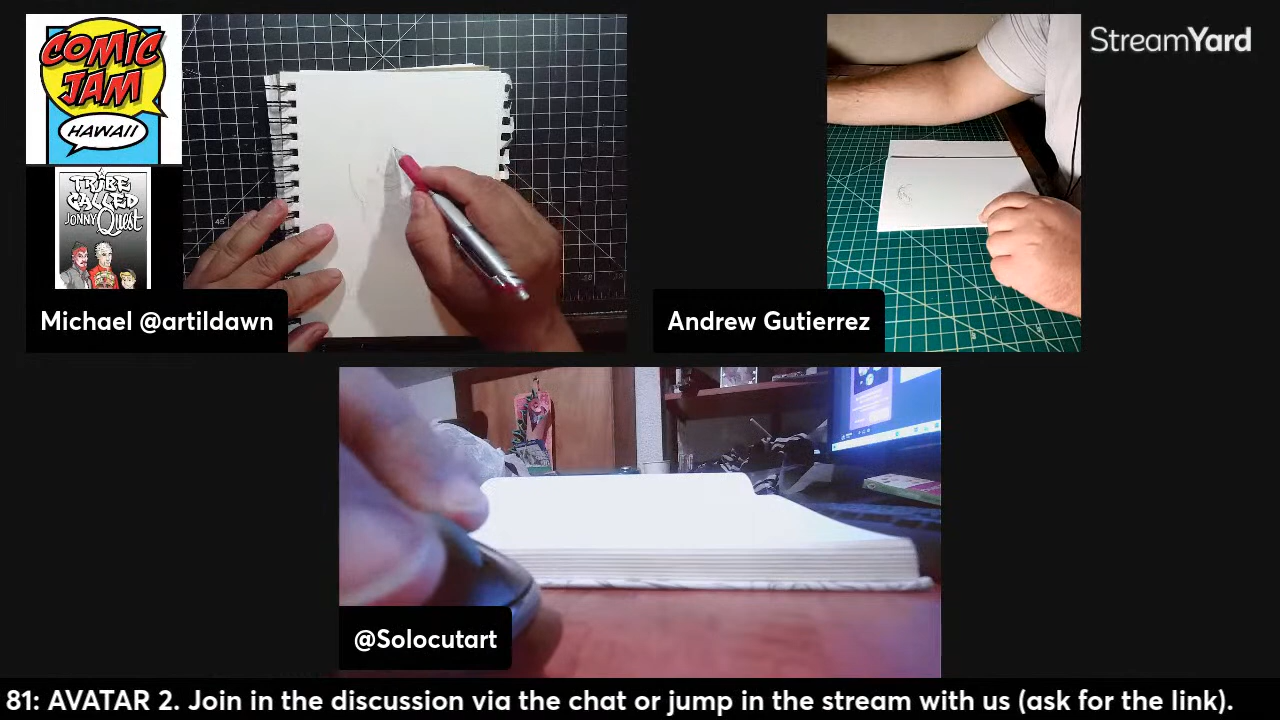 COMIC
JAM
HAWAII
StreamYard
TRIBE
CALLED
JONNY Quest
Michael @artildawn
Andrew Gutierrez
@Solocutart
81: AVATAR 2. Join in the discussion via the chat or jump in the stream with us (ask for the link).